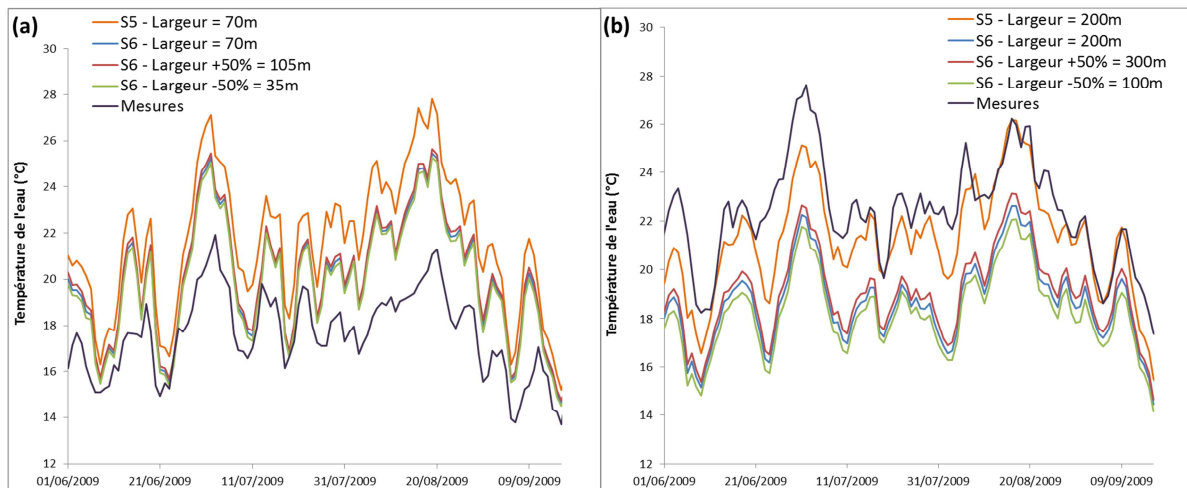 (a)
S5 - Largeur = 70m
S6 - Largeur = 70m
S6 - Largeur +50% = 105m
S6 - Largeur -50% = 35m
Mesures
Température de l'eau (°C)
30
28
26
24
22
20
18
16
14
12
01/06/2009 21/06/2009 11/07/2009 31/07/2009 20/08/2009 09/09/2009
(b)
S5 - Largeur = 200m
S6 - Largeur = 200m
S6 - Largeur +50% = 300m
S6 - Largeur -50% = 100m
Mesures
Température de l'eau (°C)
30
28
26
24
22
20
18
16
14
12
01/06/2009 21/06/2009 11/07/2009 31/07/2009 20/08/2009 09/09/2009